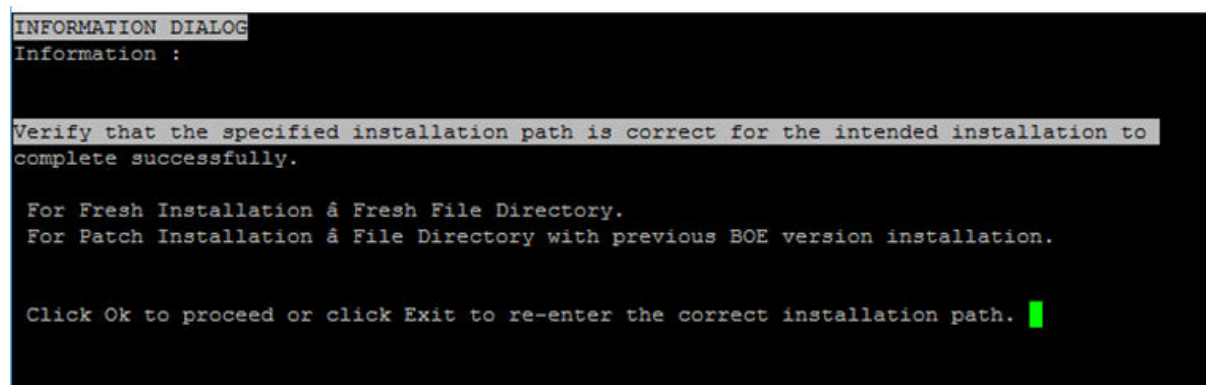 INFORMATION DIALOG
Information :
Verify that the specified installation path is correct for the intended installation to
complete successfully.
For Fresh Installation â Fresh File Directory.
For Patch Installation â File Directory with previous BOE version installation.
Click Ok to proceed or click Exit to re-enter the correct installation path.